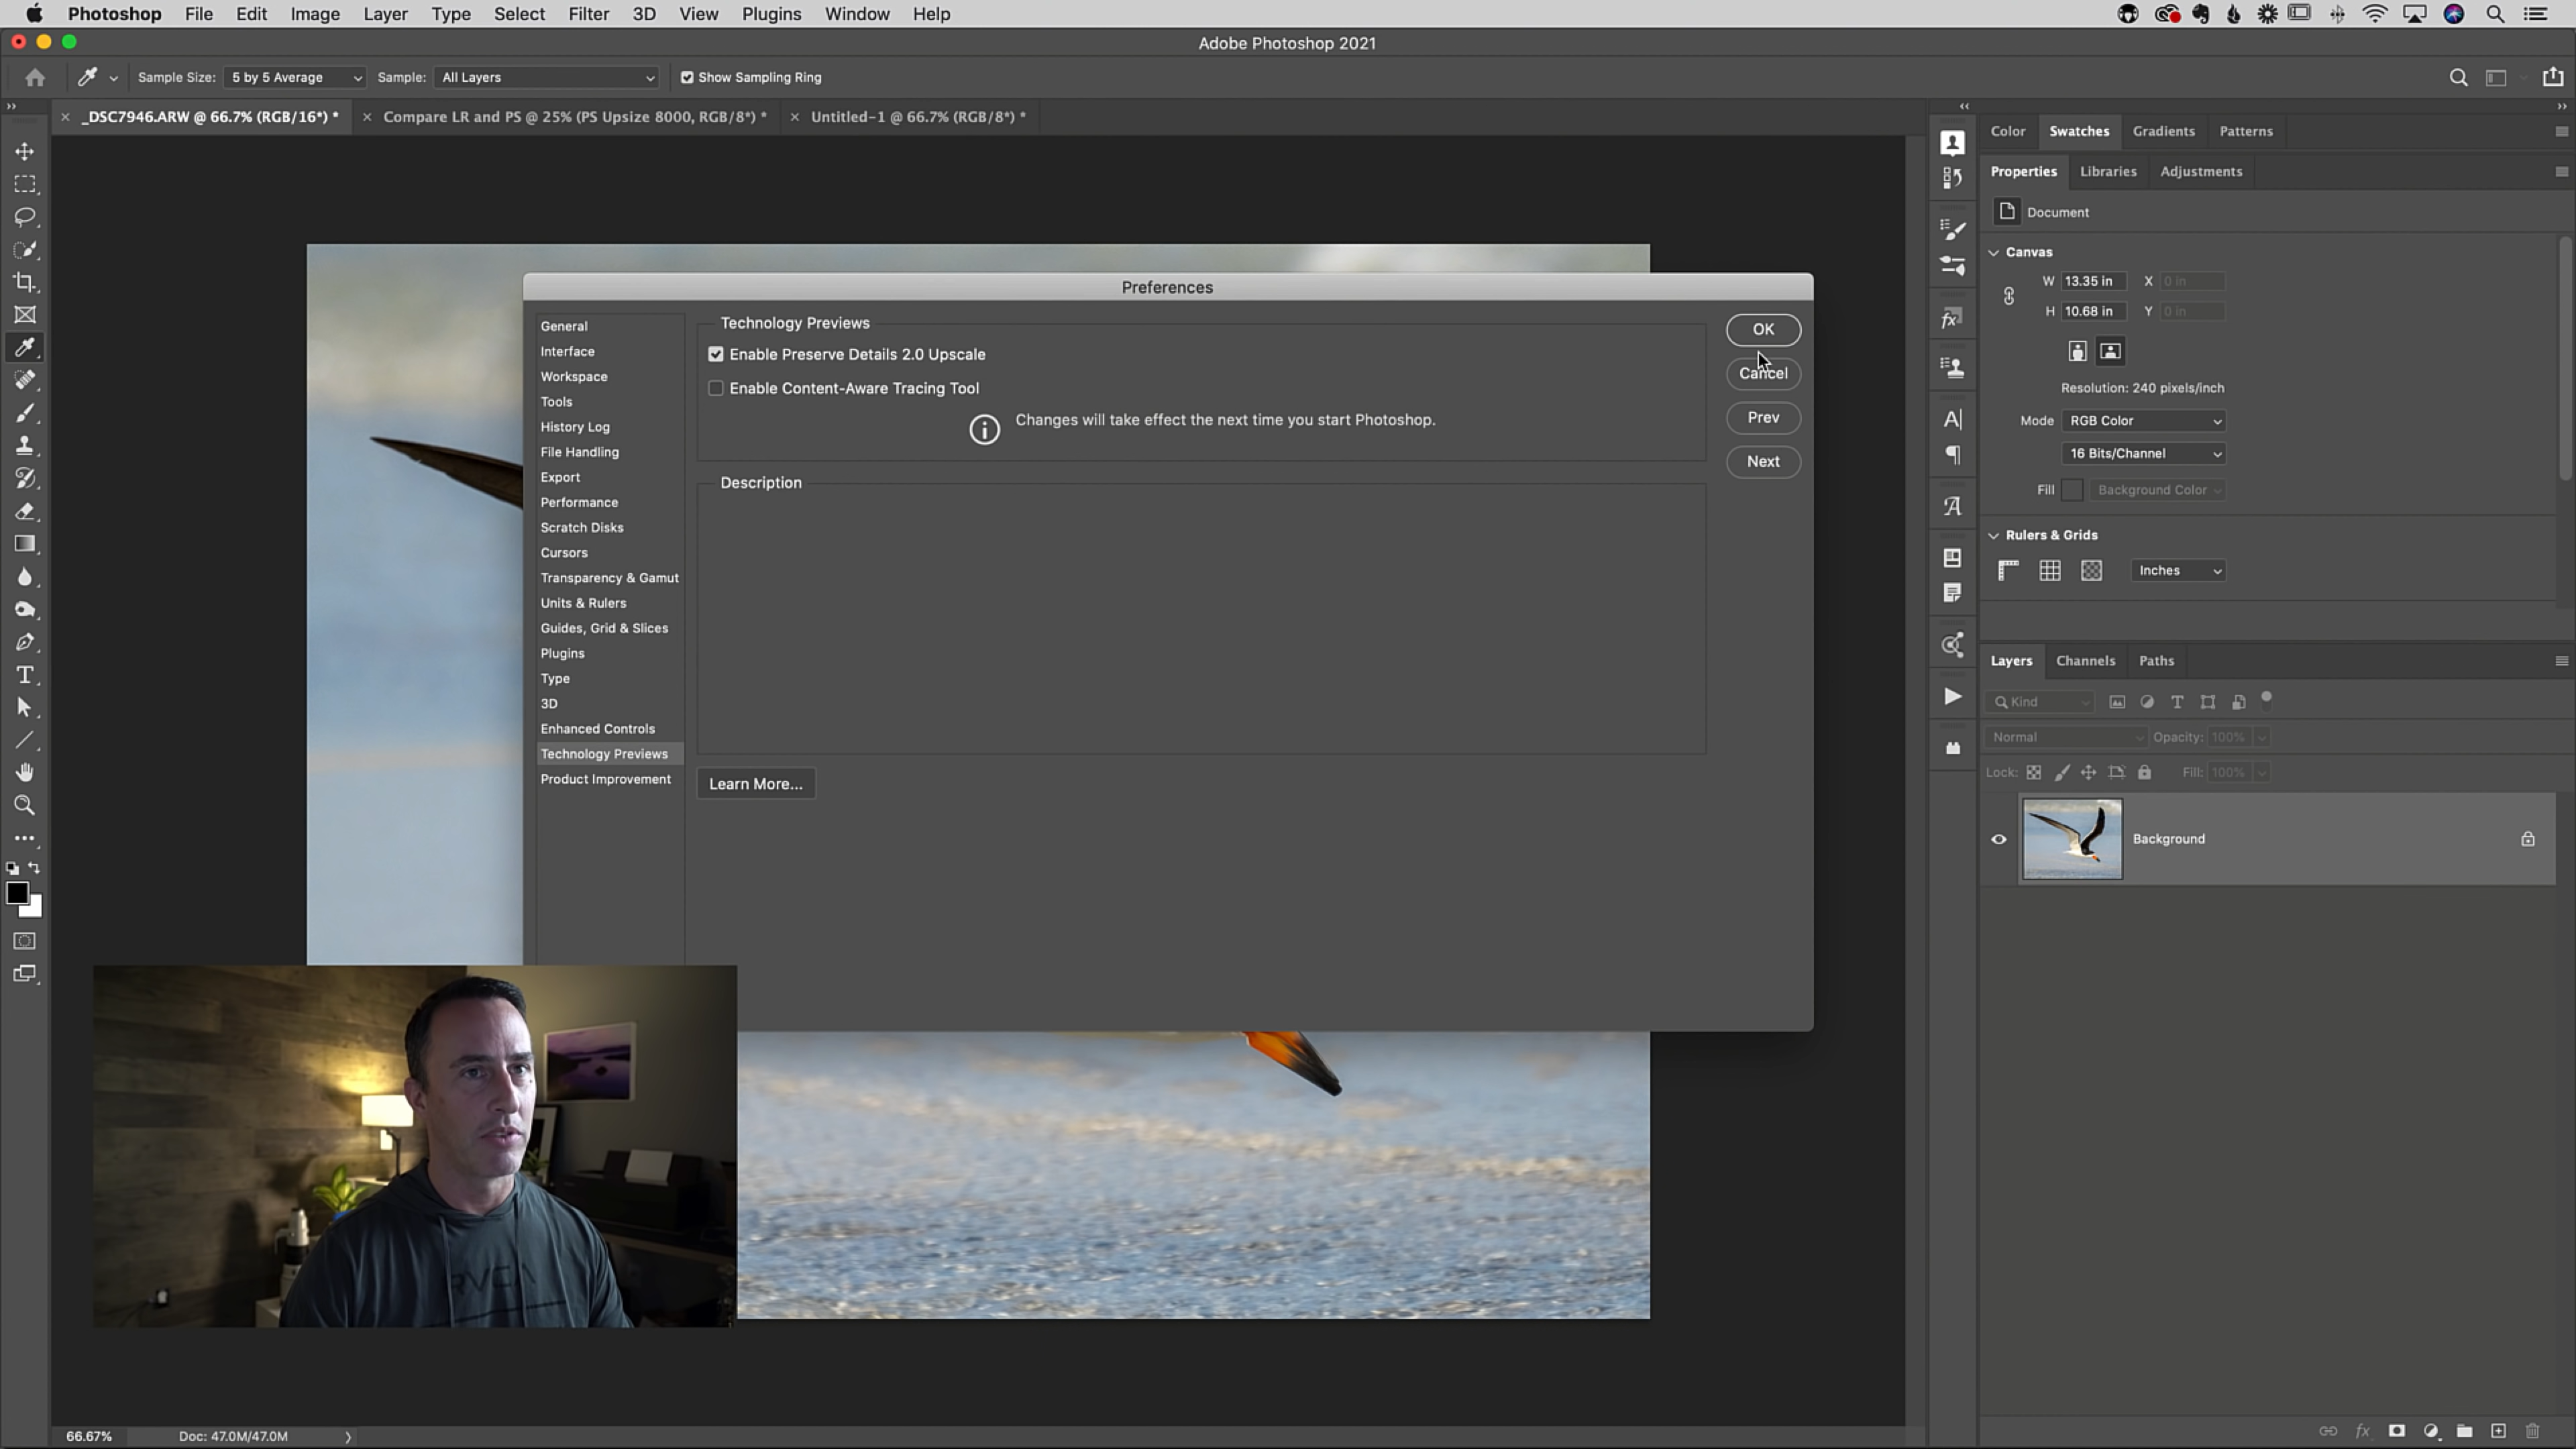 Photoshop File Edit Image Layer Type Select Filter 3D View Plugins Window Help
Adobe Photoshop 2021
Sample Size: 5 by 5 Average Sample: All Layers Show Sampling Ring
_DSC7946.ARW @ 66.7% (RGB/16*) * Compare LR and PS @ 25% (PS Upsize 8000, RGB/8*) * Untitled-1 @ 66.7% (RGB/8*) *
Preferences
General
Interface
Workspace
Tools
History Log
File Handling
Export
Performance
Scratch Disks
Cursors
Transparency & Gamut
Units & Rulers
Guides, Grid & Slices
Plugins
Type
3D
Enhanced Controls
Technology Previews
Product Improvement
Technology Previews
Enable Preserve Details 2.0 Upscale
Enable Content-Aware Tracing Tool
Changes will take effect the next time you start Photoshop.
Description
Learn More...
OK
Cancel
Prev
Next
RVCA
Color Swatches Gradients Patterns
Properties Libraries Adjustments
Document
Canvas
W 13.35 in X 0 in
H 10.68 in Y 0 in
Resolution: 240 pixels/inch
Mode RGB Color
16 Bits/Channel
Fill Background Color
Rulers & Grids
Inches
Layers Channels Paths
Kind
Normal Opacity: 100%
Lock: Fill: 100%
Background
66.67% Doc: 47.0M/47.0M